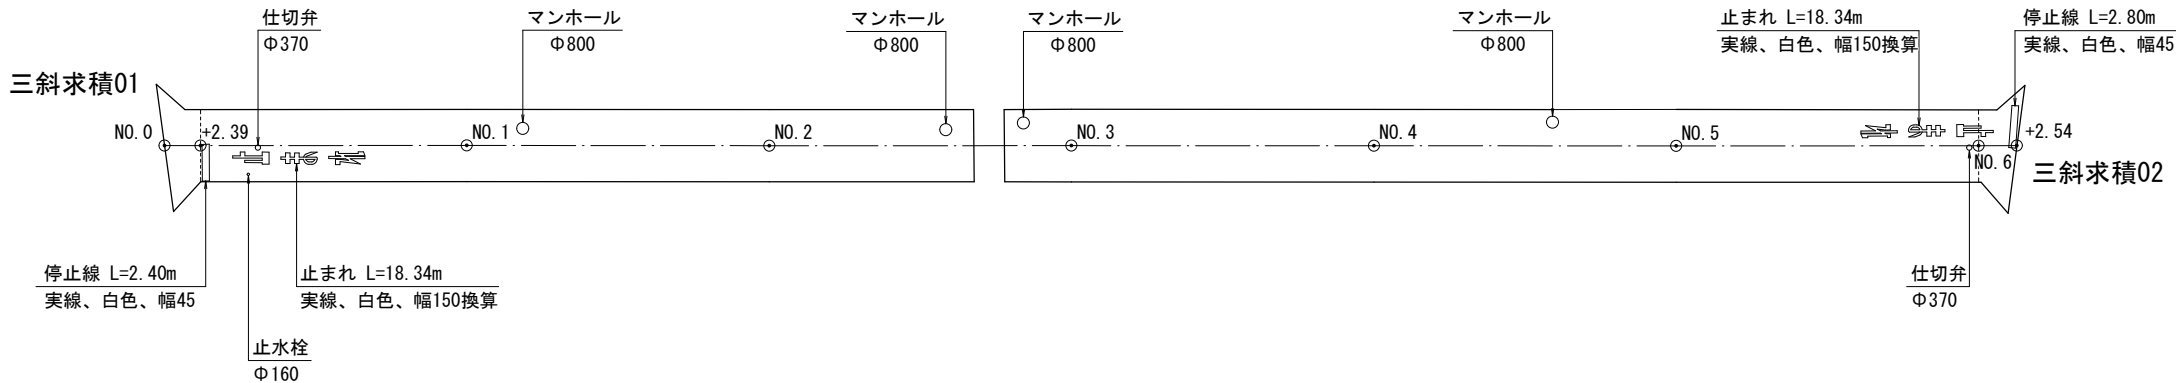 仕切弁
Φ370
マンホール
Φ800
マンホール
Φ800
マンホール
Φ800
マンホール
Φ800
止まれ L=18.34m
実線、白色、幅150換算
停止線 L=2.80m
実線、白色、幅45
三斜求積01
NO.0
+2.39
NO.1
NO.2
NO.3
NO.4
NO.5
NO.6
+2.54
止まれ
止まれ
三斜求積02
停止線 L=2.40m
実線、白色、幅45
止まれ L=18.34m
実線、白色、幅150換算
仕切弁
Φ370
止水栓
Φ160